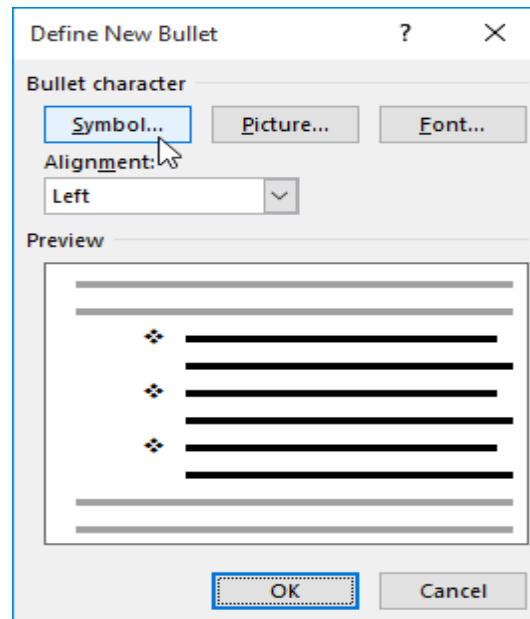 Define New Bullet ? ×
Bullet character
Symbol... Picture... Font...
Alignment:
Left
Preview
OK Cancel